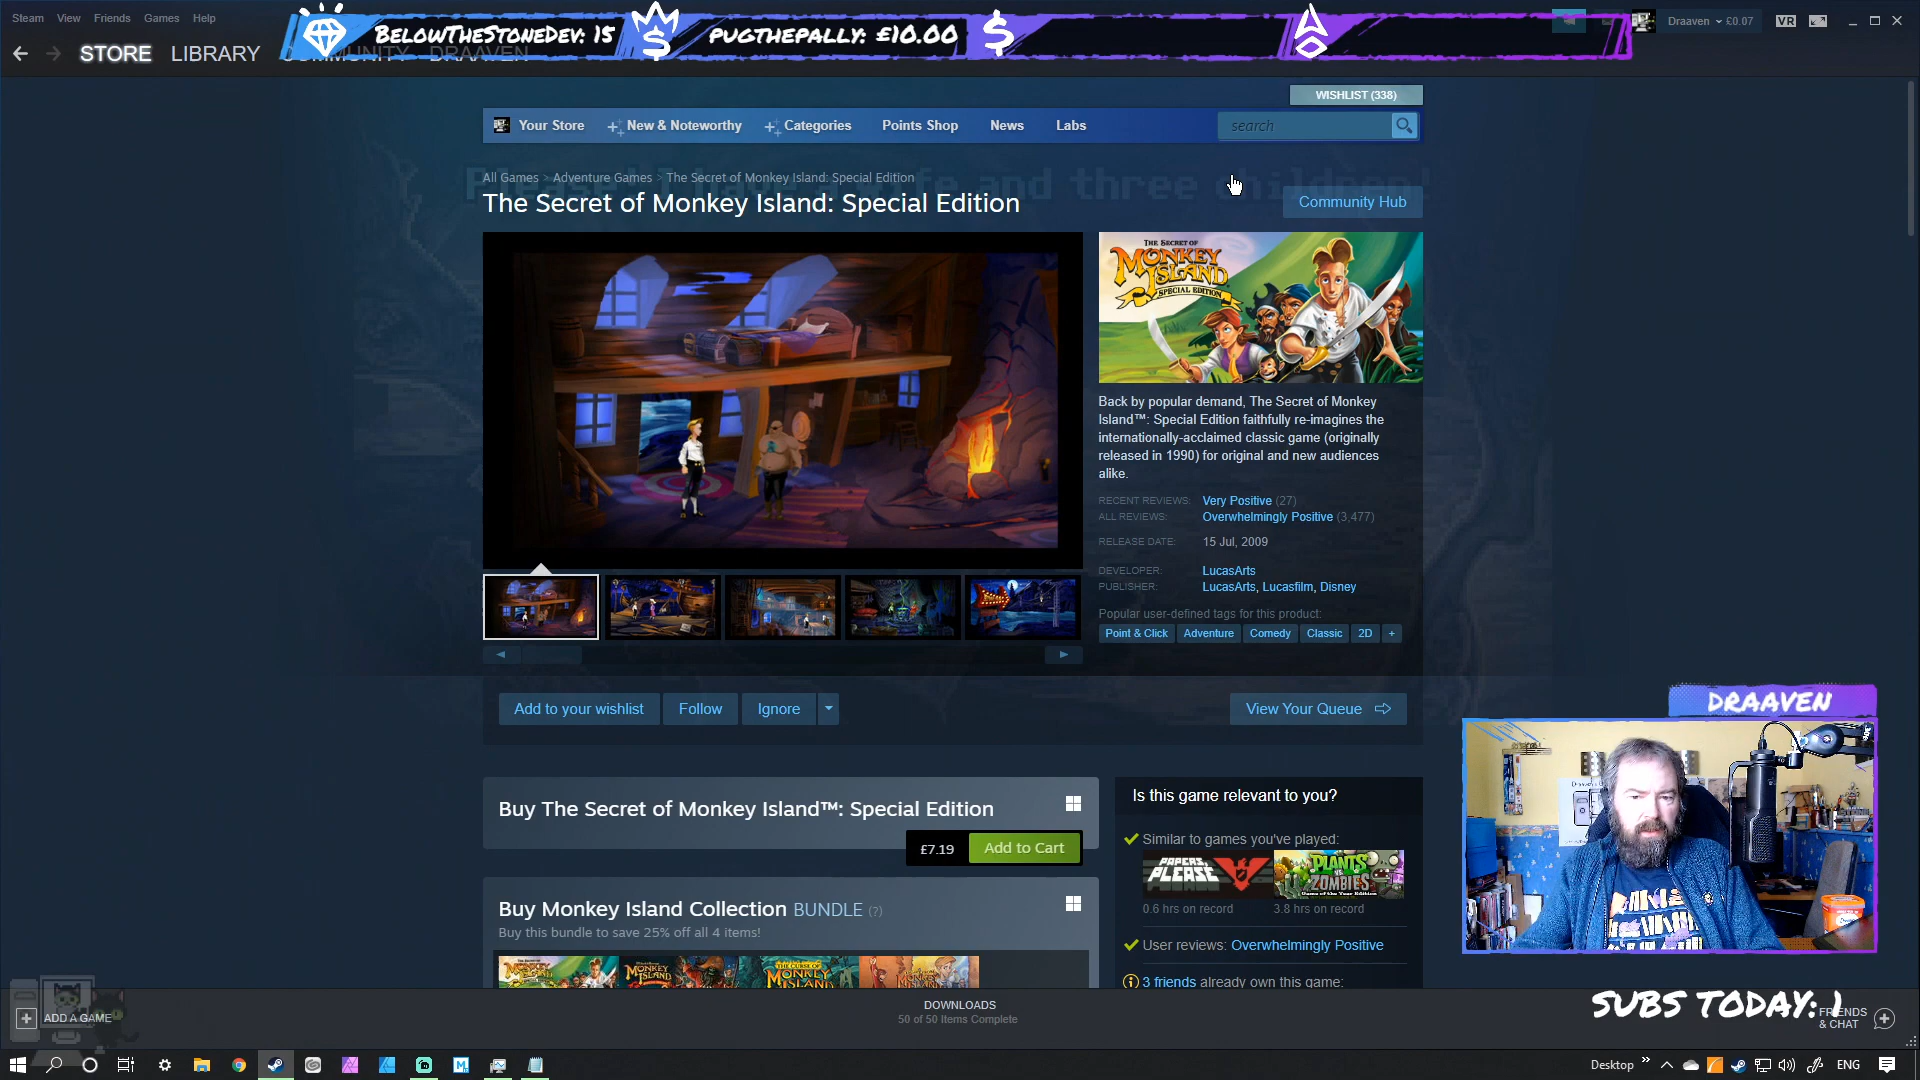 Steam View Friends Games Help
BELOWTHESTONEDEV: 15
PUGTHEPALLY: £10.00
Draaven £0.07
VR
STORE LIBRARY COMMUNITY DRAAVEN
WISHLIST (338)
Your Store New & Noteworthy Categories Points Shop News Labs
search
Please! I have a wife and three children!
All Games > Adventure Games > The Secret of Monkey Island: Special Edition
The Secret of Monkey Island: Special Edition
Community Hub
THE SECRET OF
MONKEY ISLAND
SPECIAL EDITION
Back by popular demand, The Secret of Monkey
Island™: Special Edition faithfully re-imagines the
internationally-acclaimed classic game (originally
released in 1990) for original and new audiences
alike.
RECENT REVIEWS: Very Positive (27)
ALL REVIEWS: Overwhelmingly Positive (3,477)
RELEASE DATE: 15 Jul, 2009
DEVELOPER: LucasArts
PUBLISHER: LucasArts, Lucasfilm, Disney
Popular user-defined tags for this product:
Point & Click Adventure Comedy Classic 2D +
Add to your wishlist Follow Ignore
View Your Queue
DRAAVEN
Buy The Secret of Monkey Island™: Special Edition
£7.19 Add to Cart
Buy Monkey Island Collection BUNDLE (?)
Buy this bundle to save 25% off all 4 items!
Is this game relevant to you?
Similar to games you've played:
PAPERS, PLEASE
PLANTS VS. ZOMBIES
0.6 hrs on record 3.8 hrs on record
User reviews: Overwhelmingly Positive
3 friends already own this game:
ADD A GAME
DOWNLOADS
50 of 50 Items Complete
SUBS TODAY: 1
FRIENDS
& CHAT
Desktop
ENG